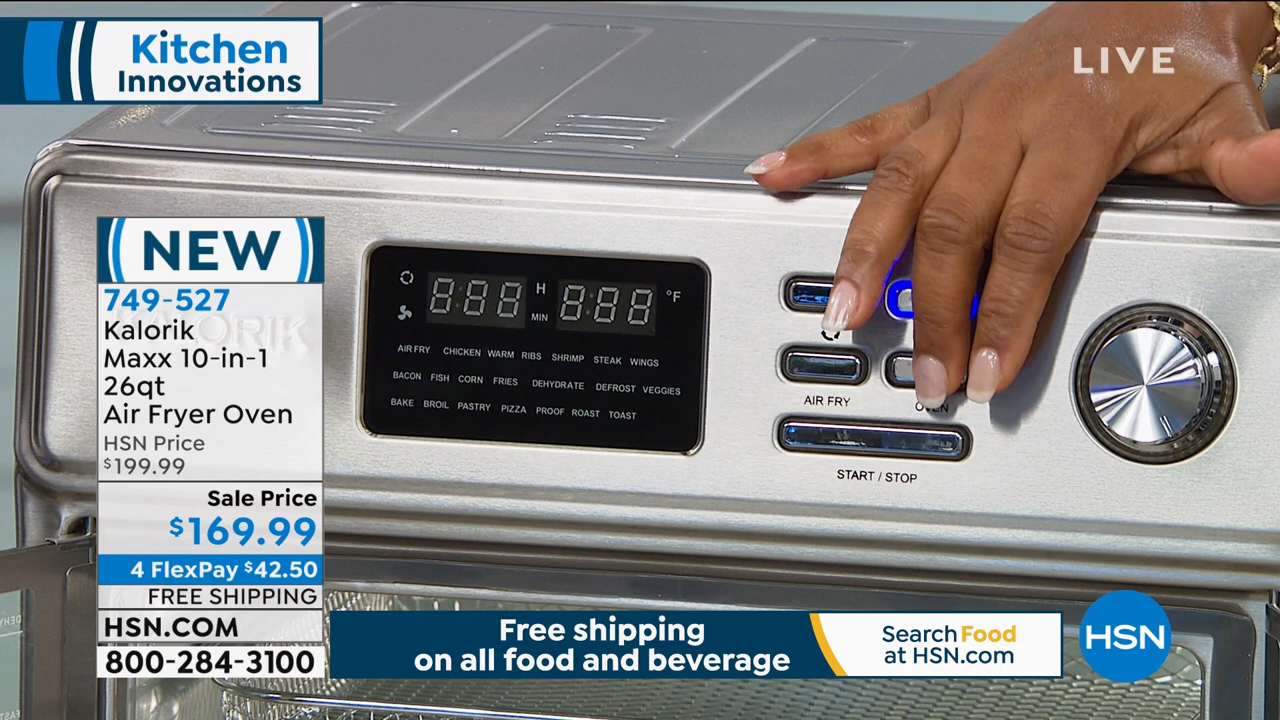 Kitchen
Innovations
LIVE
NEW
749-527
Kalorik
Maxx 10-in-1
26qt
Air Fryer Oven
HSN Price
$199.99
Sale Price
$169.99
4 FlexPay $42.50
FREE SHIPPING
HSN.COM
800-284-3100
KALORIK
888 H 888 °F
MIN
AIR FRY CHICKEN WARM RIBS SHRIMP STEAK WINGS
BACON FISH CORN FRIES DEHYDRATE DEFROST VEGGIES
BAKE BROIL PASTRY PIZZA PROOF ROAST TOAST
AIR FRY OVEN
START / STOP
Free shipping
on all food and beverage
Search Food
at HSN.com
HSN